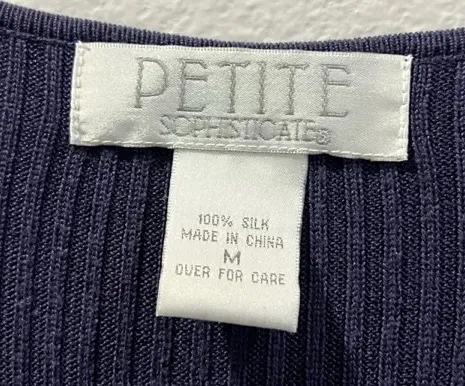 PETITE
SOPHISTICATE®
100% SILK
MADE IN CHINA
M
OVER FOR CARE